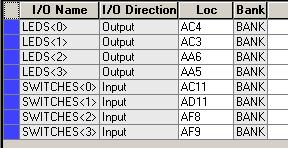 I/O Name I/O Direction Loc Bank
LEDS<0> Output AC4 BANK
LEDS<1> Output AC3 BANK
LEDS<2> Output AA6 BANK
LEDS<3> Output AA5 BANK
SWITCHES<0> Input AC11 BANK
SWITCHES<1> Input AD11 BANK
SWITCHES<2> Input AF8 BANK
SWITCHES<3> Input AF9 BANK